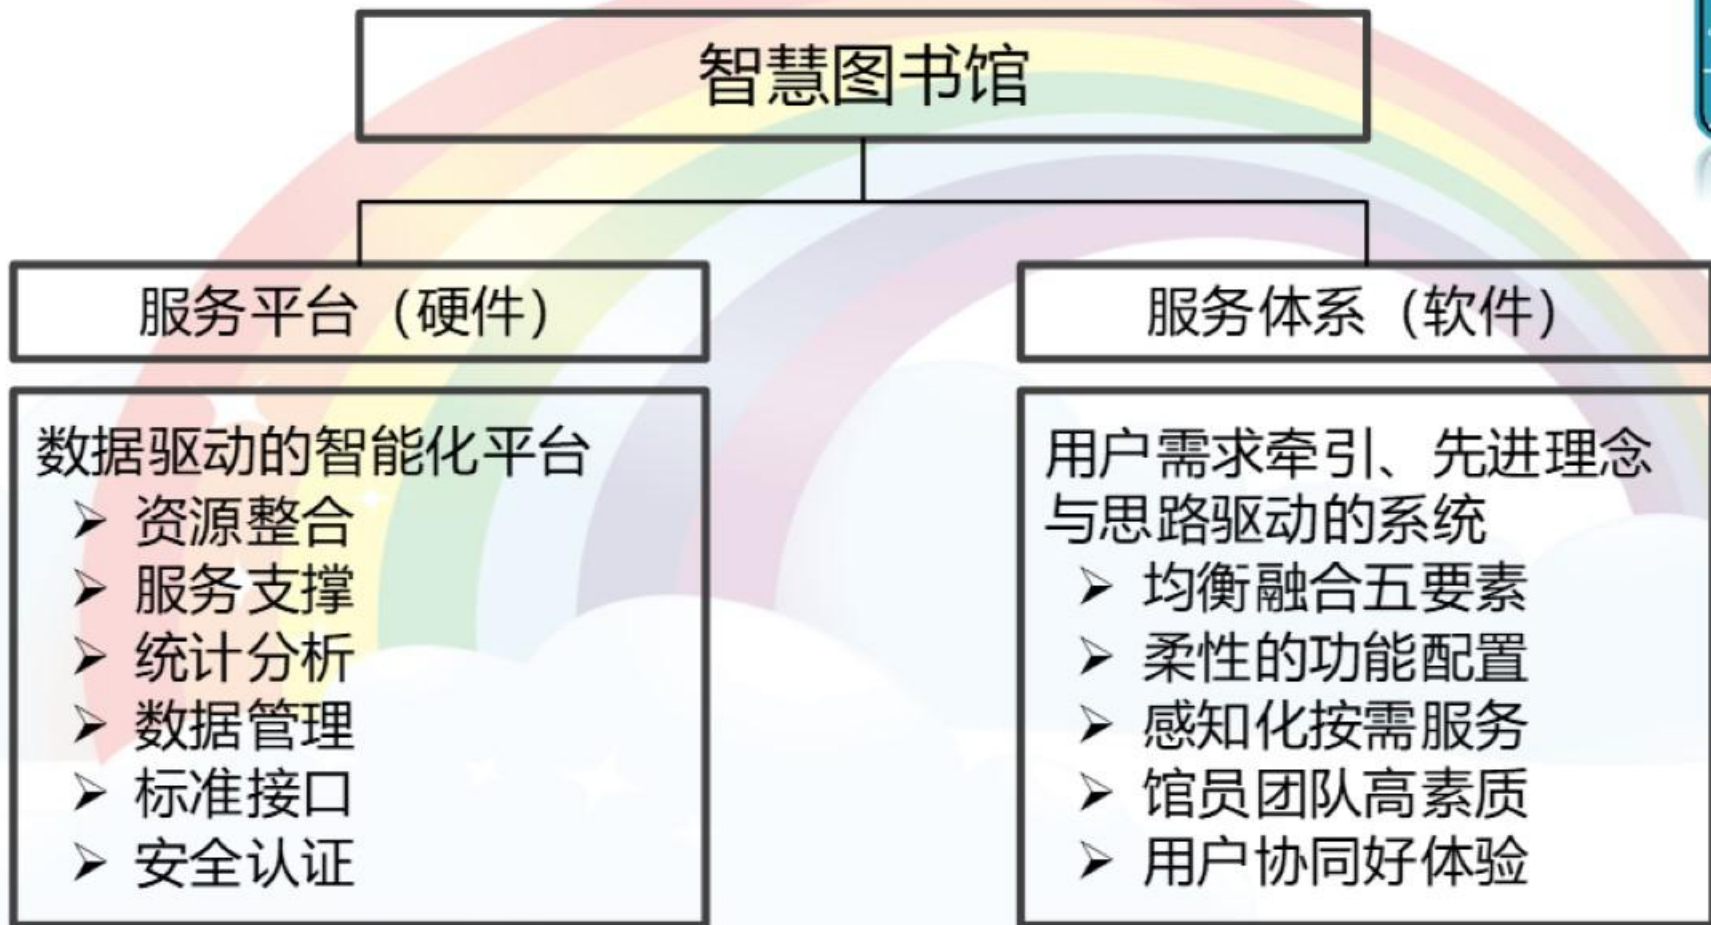 智慧图书馆
服务平台（硬件）
数据驱动的智能化平台
➢ 资源整合
➢ 服务支撑
➢ 统计分析
➢ 数据管理
➢ 标准接口
➢ 安全认证
服务体系（软件）
用户需求牵引、先进理念
与思路驱动的系统
➢ 均衡融合五要素
➢ 柔性的功能配置
➢ 感知化按需服务
➢ 馆员团队高素质
➢ 用户协同好体验